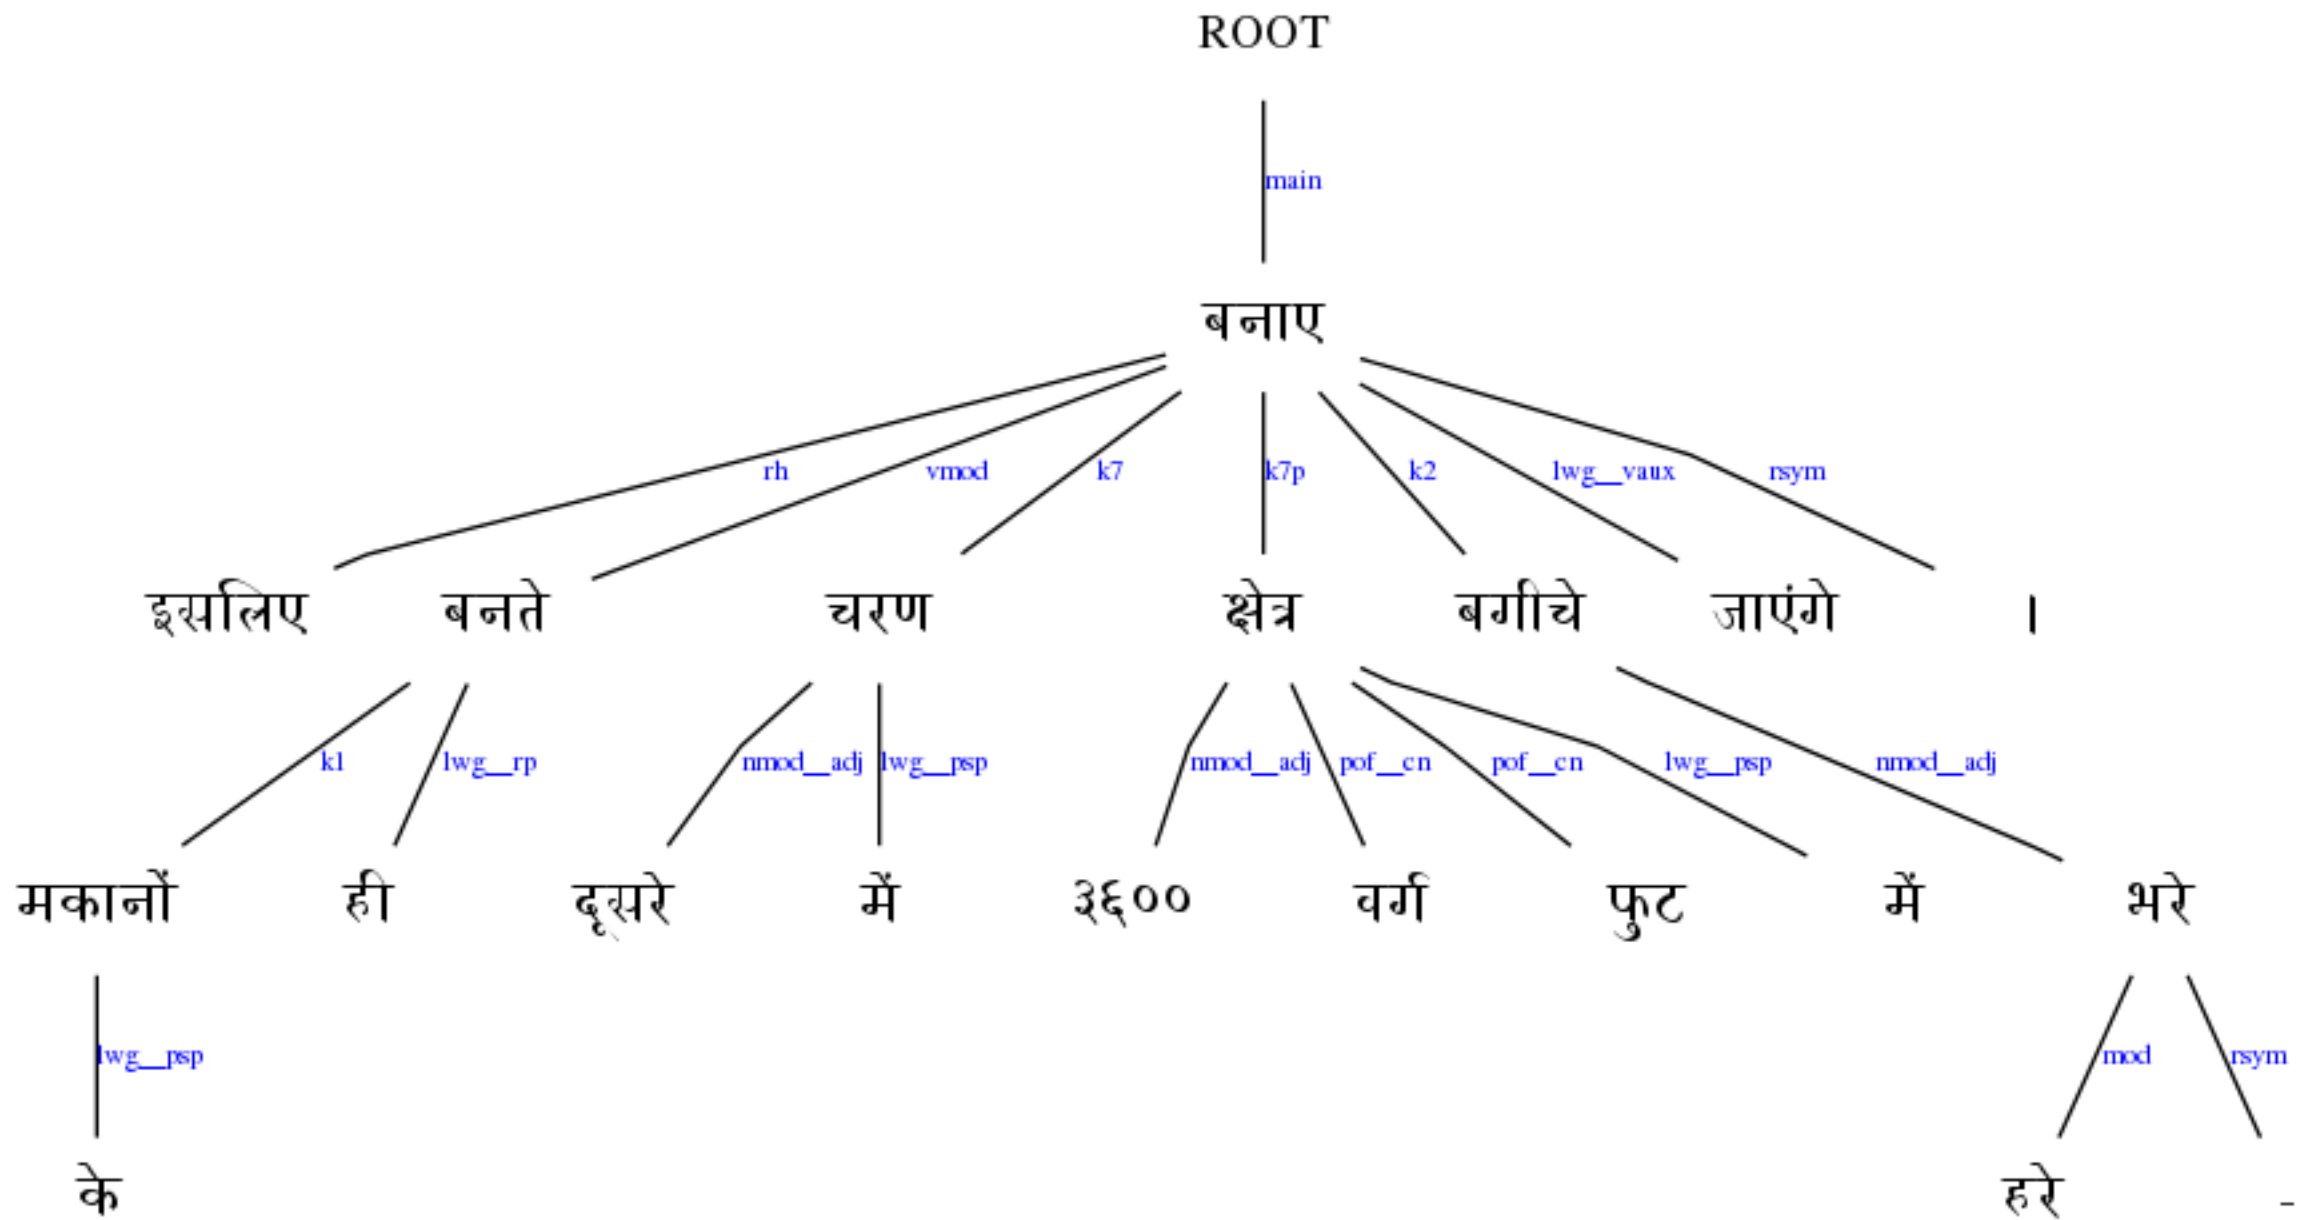 ROOT
main
बनाए
rh vmod k7 k7p k2 lwg__vaux rsym
इसलिए बनते चरण क्षेत्र बगीचे जाएंगे ।
k1 lwg__rp nmod__adj lwg__psp nmod__adj pof__cn pof__cn lwg__psp nmod__adj
मकानों ही दूसरे में ३६०० वर्ग फुट में भरे
lwg__psp mod rsym
के हरे -